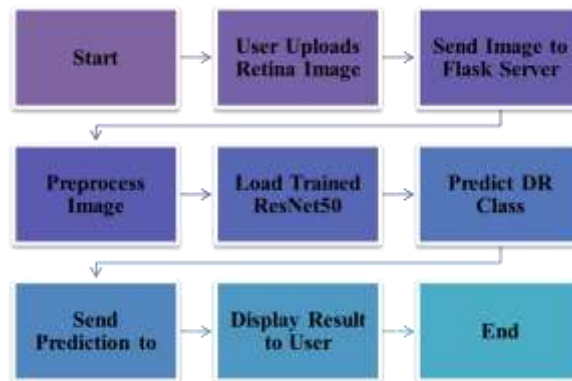 Start
User Uploads
Retina Image
Send Image to
Flask Server
Preprocess
Image
Load Trained
ResNet50
Predict DR
Class
Send
Prediction to
Display Result
to User
End